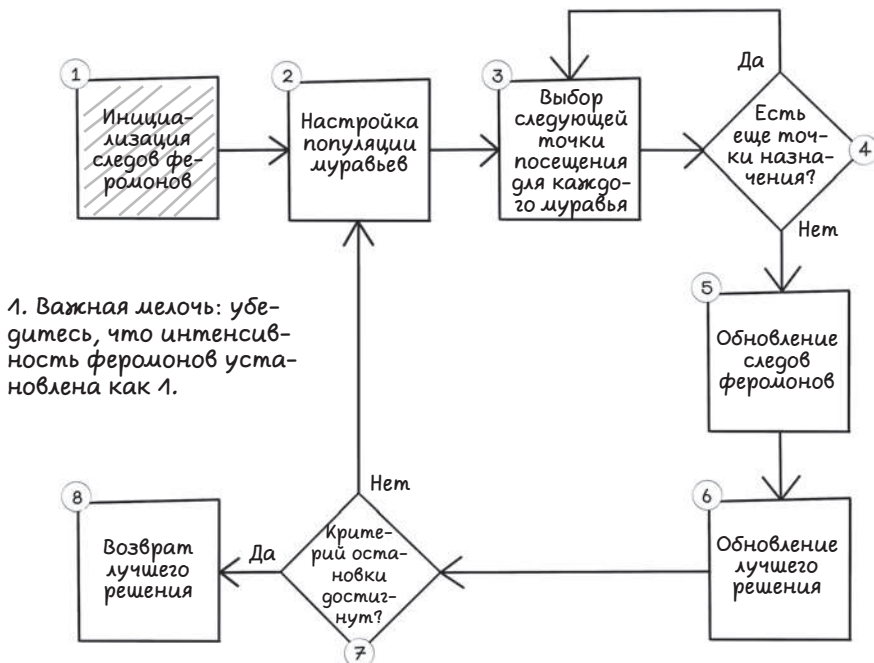 1
Инициа-
лизация
следов фе-
ромонов
2
Настройка
популяции
муравьев
3
Выбор
следующей
точки
посещения
для каждо-
го муравья
Да
Есть
еще точ-
ки назна-
чения?
4
Нет
1. Важная мелочь: убе-
дитесь, что интенсив-
ность феромонов уста-
новлена как 1.
5
Обновление
следов
феромонов
6
Обновление
лучшего
решения
Нет
Крите-
рий оста-
новки
достиг-
нут?
7
Да
8
Возврат
лучшего
решения